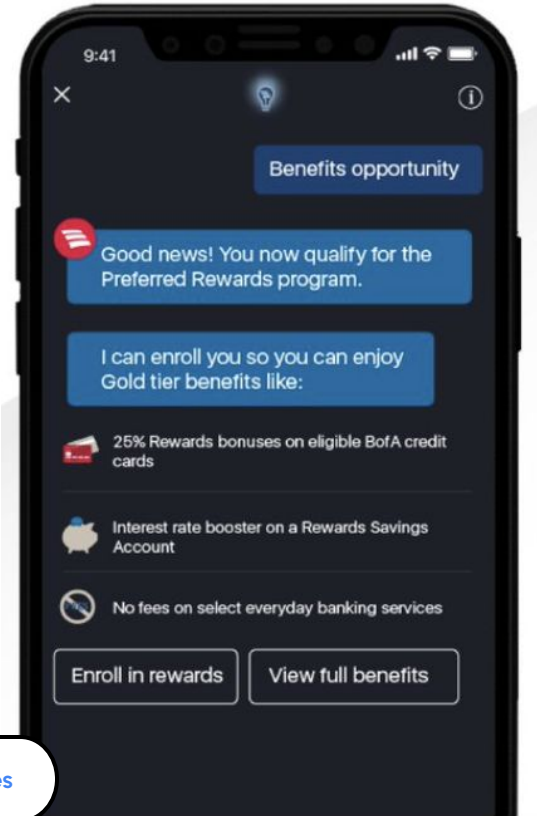 9:41
Benefits opportunity
Good news! You now qualify for the
Preferred Rewards program.
I can enroll you so you can enjoy
Gold tier benefits like:
25% Rewards bonuses on eligible BofA credit
cards
Interest rate booster on a Rewards Savings
Account
No fees on select everyday banking services
Enroll in rewards
View full benefits